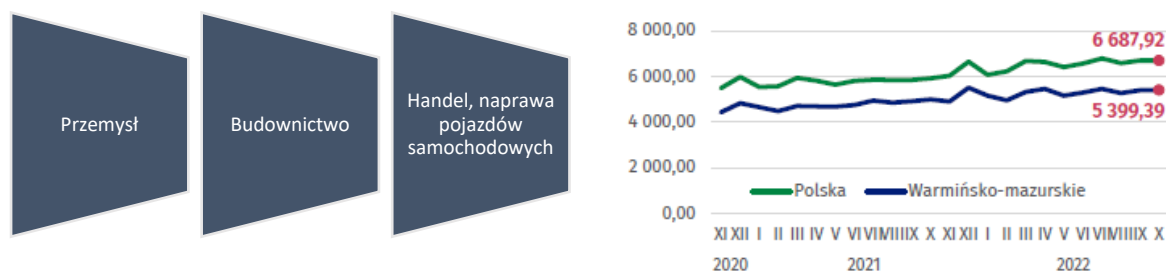 Przemysł
Budownictwo
Handel, naprawa
pojazdów
samochodowych
8 000,00
6 687,92
6 000,00
4 000,00
5 399,39
2 000,00
Polska
Warmińsko-mazurskie
0,00
XI XII I II III IV V VI VII VIII IX X XI XII I II III IV V VI VII VIII IX X
2020 2021 2022